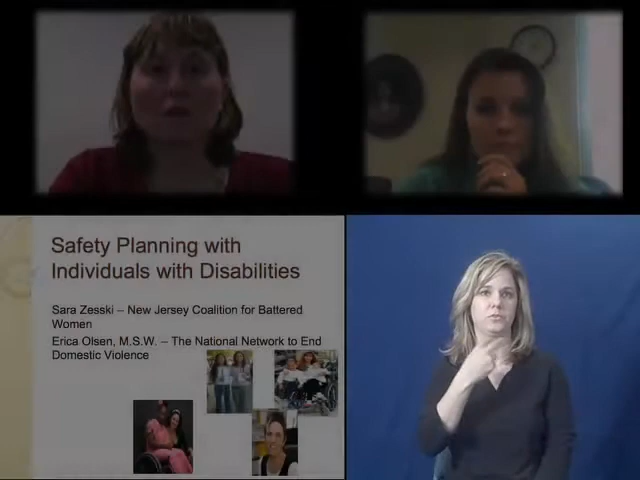 Safety Planning with
Individuals with Disabilities
Sara Zesski – New Jersey Coalition for Battered
Women
Erica Olsen, M.S.W. – The National Network to End
Domestic Violence